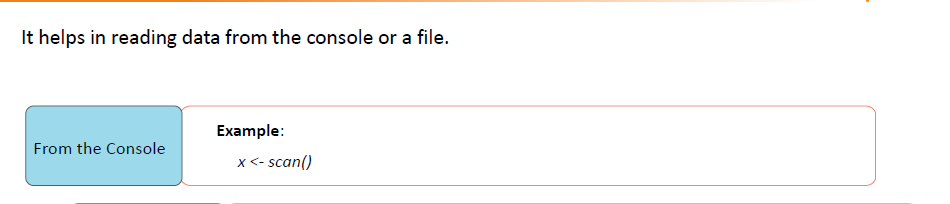 It helps in reading data from the console or a file.
From the Console
Example:
x <- scan()